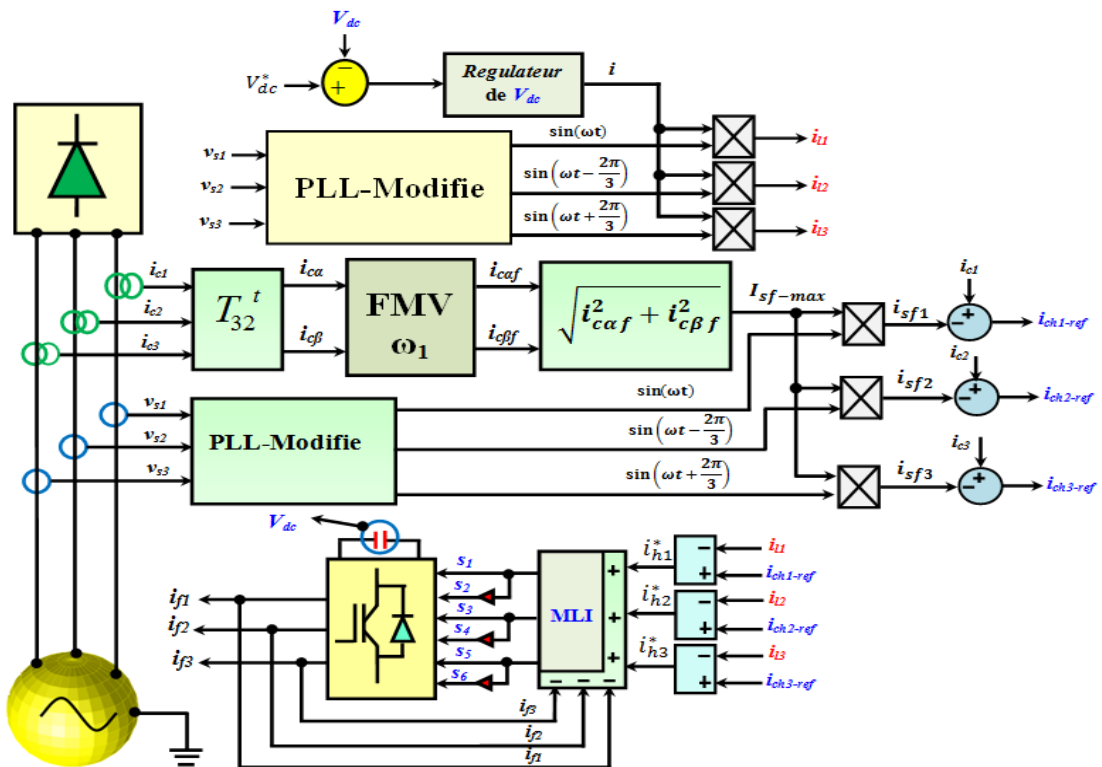 V_dc
V*_dc
−
+
Regulateur
de V_dc
i
v_s1
v_s2
v_s3
PLL-Modifie
sin(ωt)
sin(ωt − 2π/3)
sin(ωt + 2π/3)
i_l1
i_l2
i_l3
i_c1
i_c2
i_c3
T_32^t
i_cα
i_cβ
FMV
ω_1
i_cαf
i_cβf
√(i²_cαf + i²_cβf)
I_sf−max
i_sf1
i_sf2
i_sf3
i_c1
+
−
i_ch1-ref
i_c2
+
−
i_ch2-ref
i_c3
+
−
i_ch3-ref
v_s1
v_s2
v_s3
PLL-Modifie
sin(ωt)
sin(ωt − 2π/3)
sin(ωt + 2π/3)
V_dc
i_f1
i_f2
i_f3
s_1
s_2
s_3
s_4
s_5
s_6
MLI
+
+
+
− − −
i*_h1
i*_h2
i*_h3
−
+
−
+
−
+
i_l1
i_ch1-ref
i_l2
i_ch2-ref
i_l3
i_ch3-ref
i_f3
i_f2
i_f1